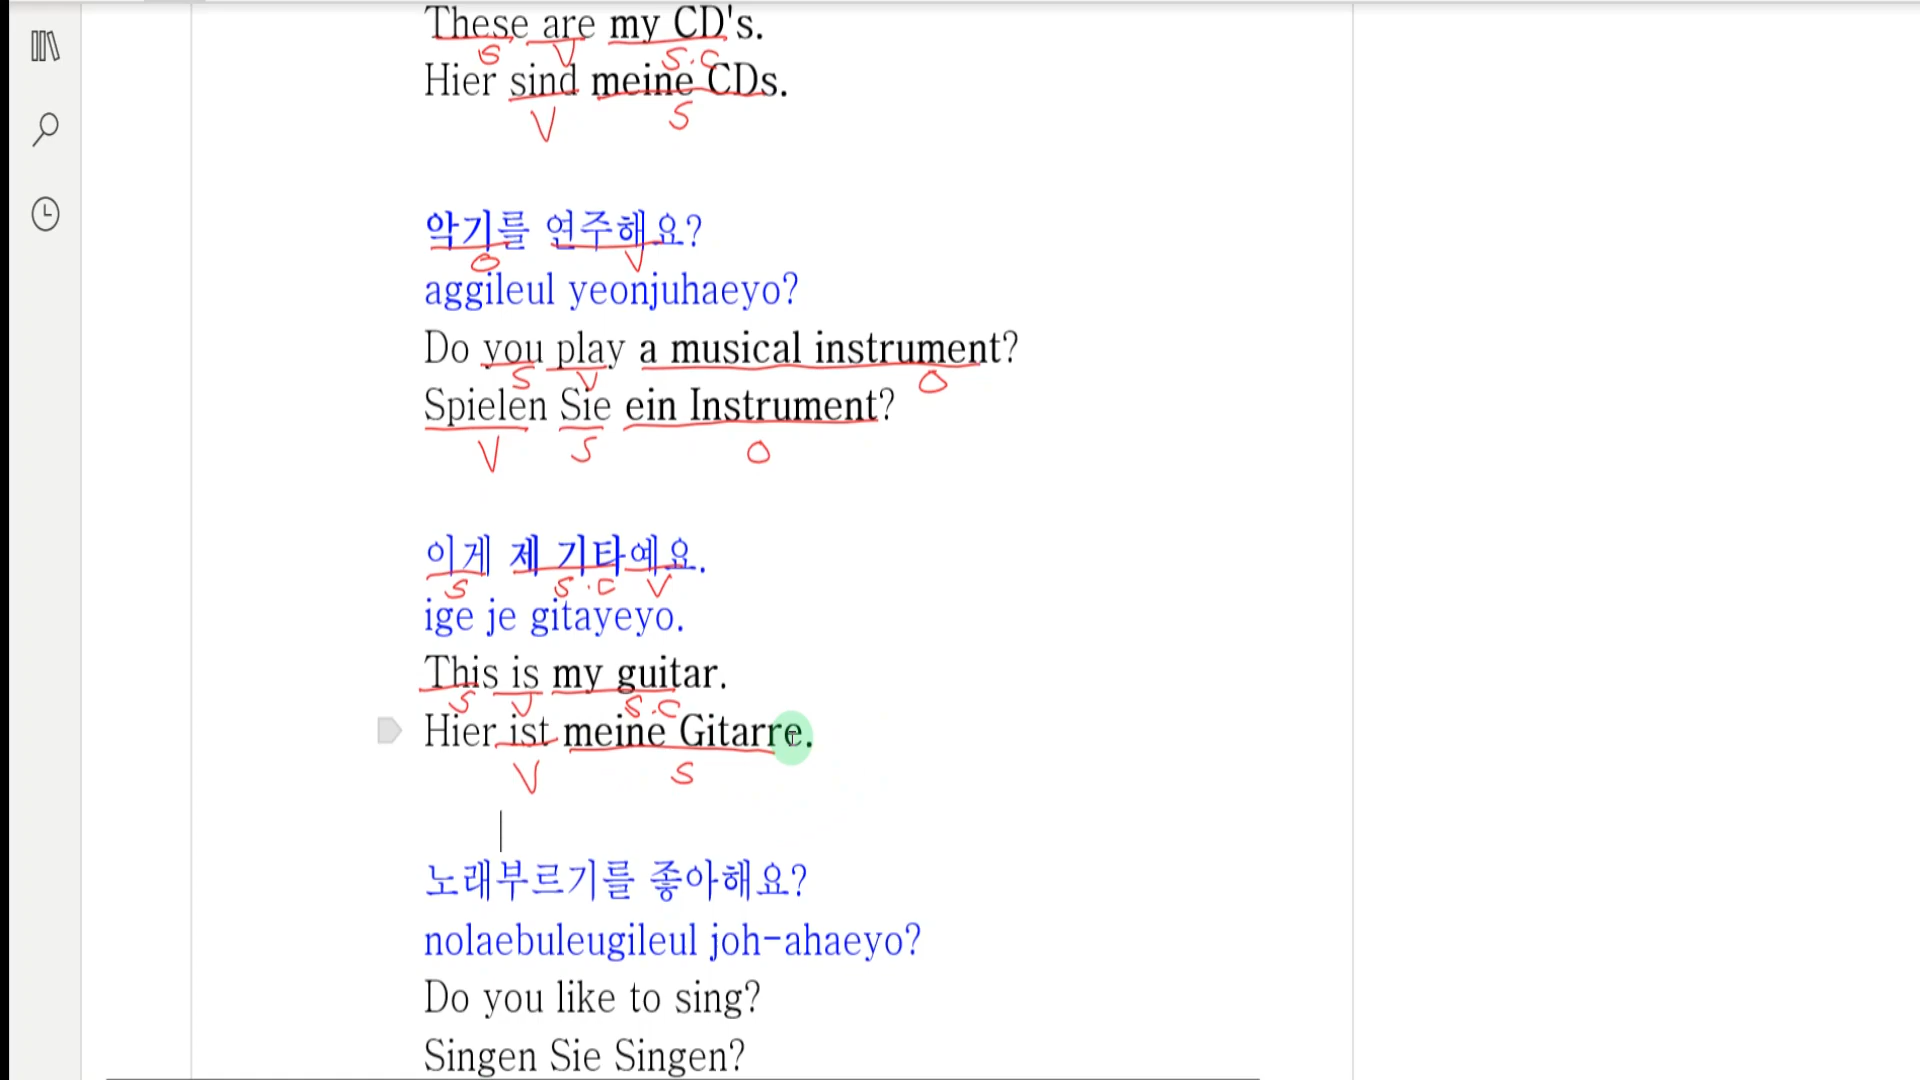 These are my CD's.
S V S.C
Hier sind meine CDs.
V S
악기를 연주해요?
O V
aggileul yeonjuhaeyo?
Do you play a musical instrument?
S V O
Spielen Sie ein Instrument?
V S O
이게 제 기타예요.
S S.C V
ige je gitayeyo.
This is my guitar.
S V S.C
Hier ist meine Gitarre.
V S
노래부르기를 좋아해요?
nolaebuleugileul joh-ahaeyo?
Do you like to sing?
Singen Sie Singen?